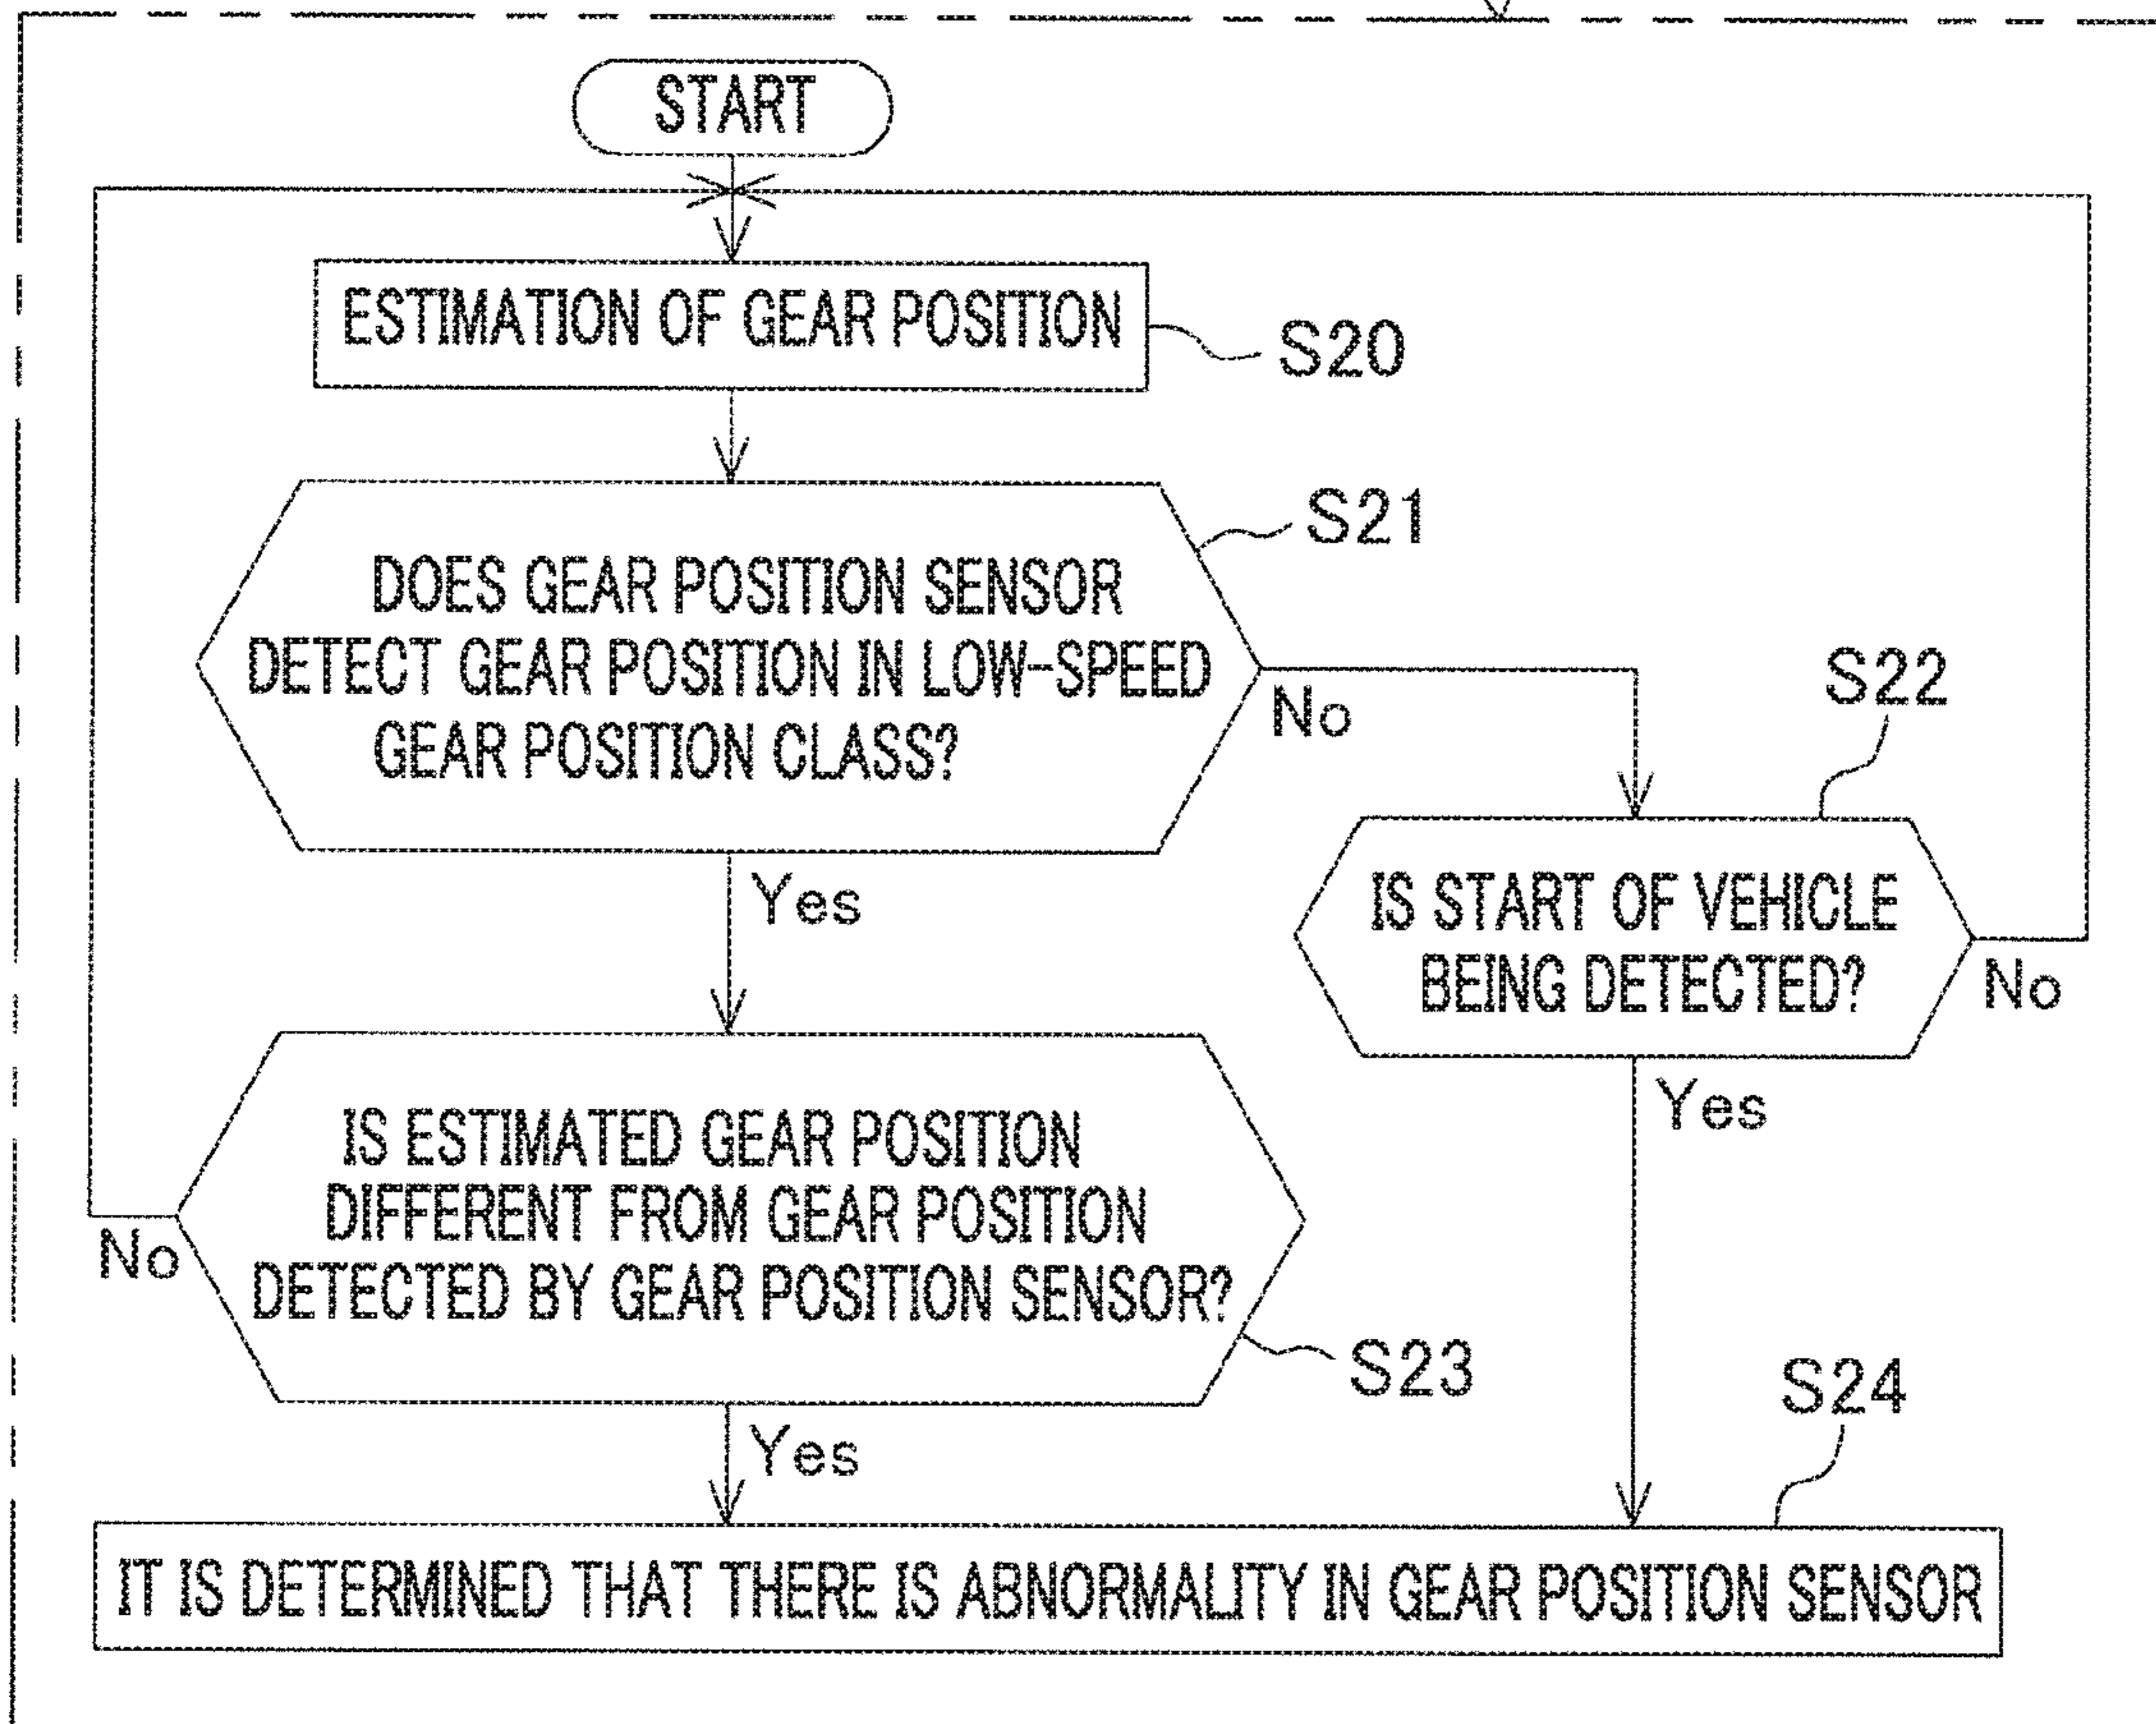 START
ESTIMATION OF GEAR POSITION
S20
S21
DOES GEAR POSITION SENSOR
DETECT GEAR POSITION IN LOW-SPEED
GEAR POSITION CLASS?
No
S22
Yes
IS START OF VEHICLE
BEING DETECTED?
No
Yes
IS ESTIMATED GEAR POSITION
DIFFERENT FROM GEAR POSITION
DETECTED BY GEAR POSITION SENSOR?
No
S23
S24
Yes
IT IS DETERMINED THAT THERE IS ABNORMALITY IN GEAR POSITION SENSOR